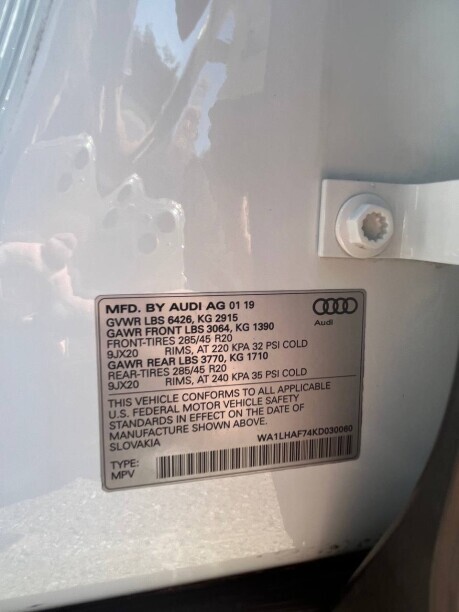 MFD. BY AUDI AG 01 19
GVWR LBS 6426, KG 2915
GAWR FRONT LBS 3064, KG 1390
FRONT-TIRES 285/45 R20
9JX20 RIMS, AT 220 KPA 32 PSI COLD
GAWR REAR LBS 3770, KG 1710
REAR-TIRES 285/45 R20
9JX20 RIMS, AT 240 KPA 35 PSI COLD
Audi
THIS VEHICLE CONFORMS TO ALL APPLICABLE
U.S. FEDERAL MOTOR VEHICLE SAFETY
STANDARDS IN EFFECT ON THE DATE OF
MANUFACTURE SHOWN ABOVE.
SLOVAKIA WA1LHAF74KD030060
TYPE:
MPV